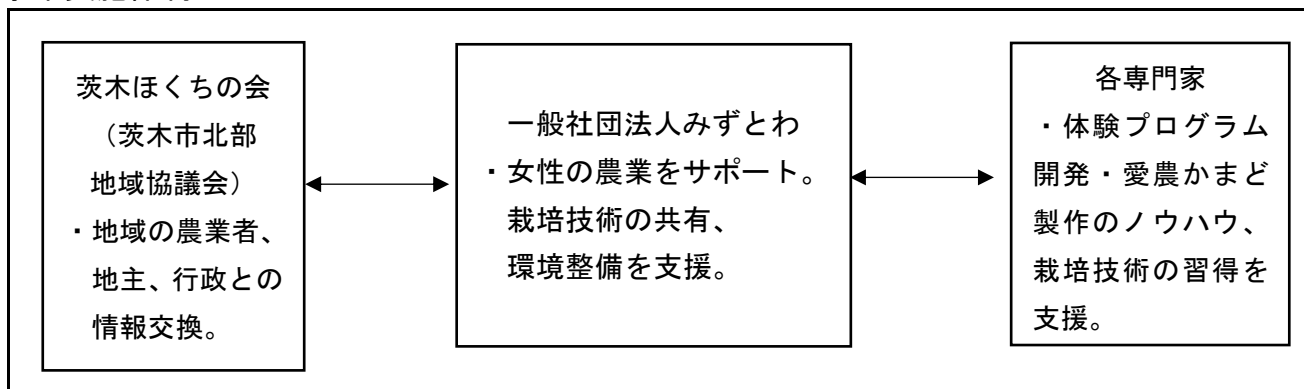 茨木ほくちの会
（茨木市北部
地域協議会）
・地域の農業者、
地主、行政との
情報交換。
一般社団法人みずとわ
・女性の農業をサポート。
栽培技術の共有、
環境整備を支援。
各専門家
・体験プログラム
開発・愛農かまど
製作のノウハウ、
栽培技術の習得を
支援。